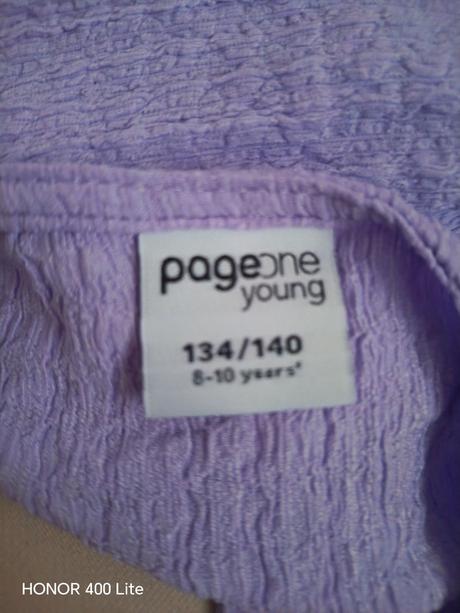 pageone
young
134/140
8-10 years*
HONOR 400 Lite